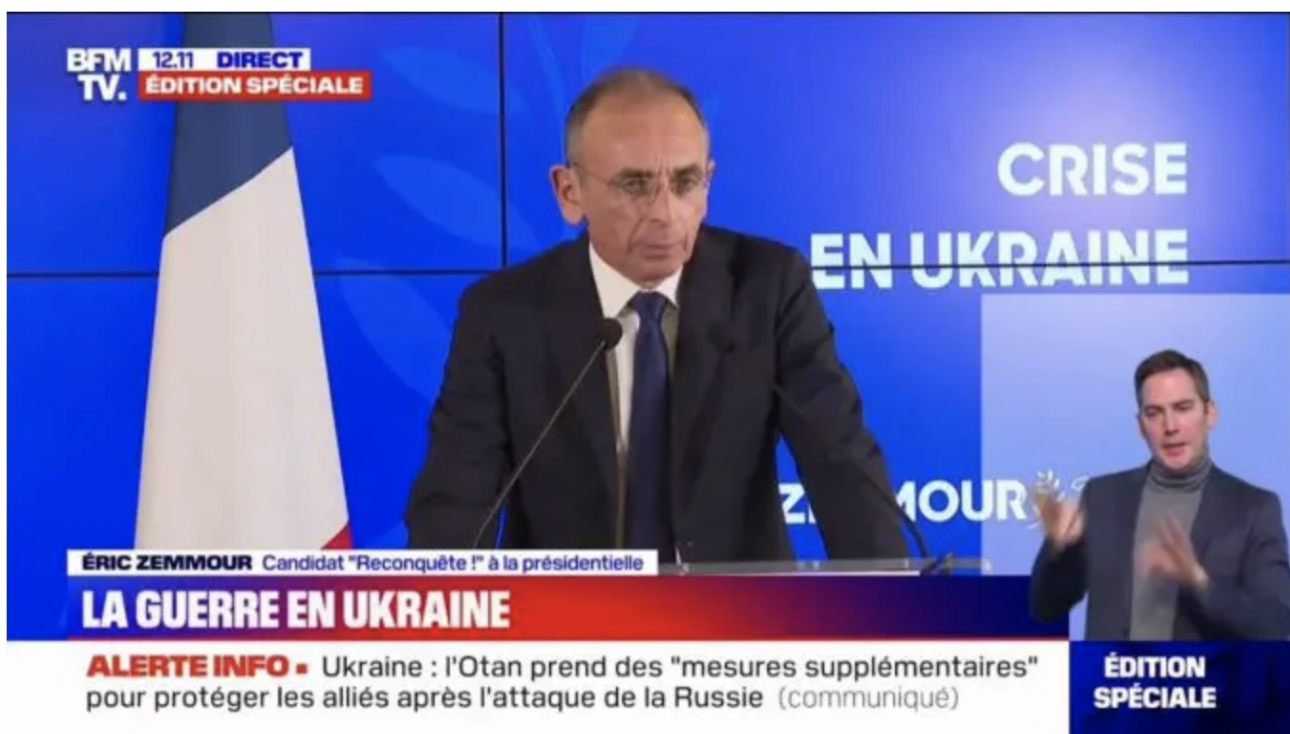 BFM 12.11 DIRECT
TV. ÉDITION SPÉCIALE
CRISE
EN UKRAINE
ÉRIC ZEMMOUR Candidat "Reconquête !" à la présidentielle
LA GUERRE EN UKRAINE
ALERTE INFO ▪ Ukraine : l'Otan prend des "mesures supplémentaires"
pour protéger les alliés après l'attaque de la Russie (communiqué)
ÉDITION
SPÉCIALE